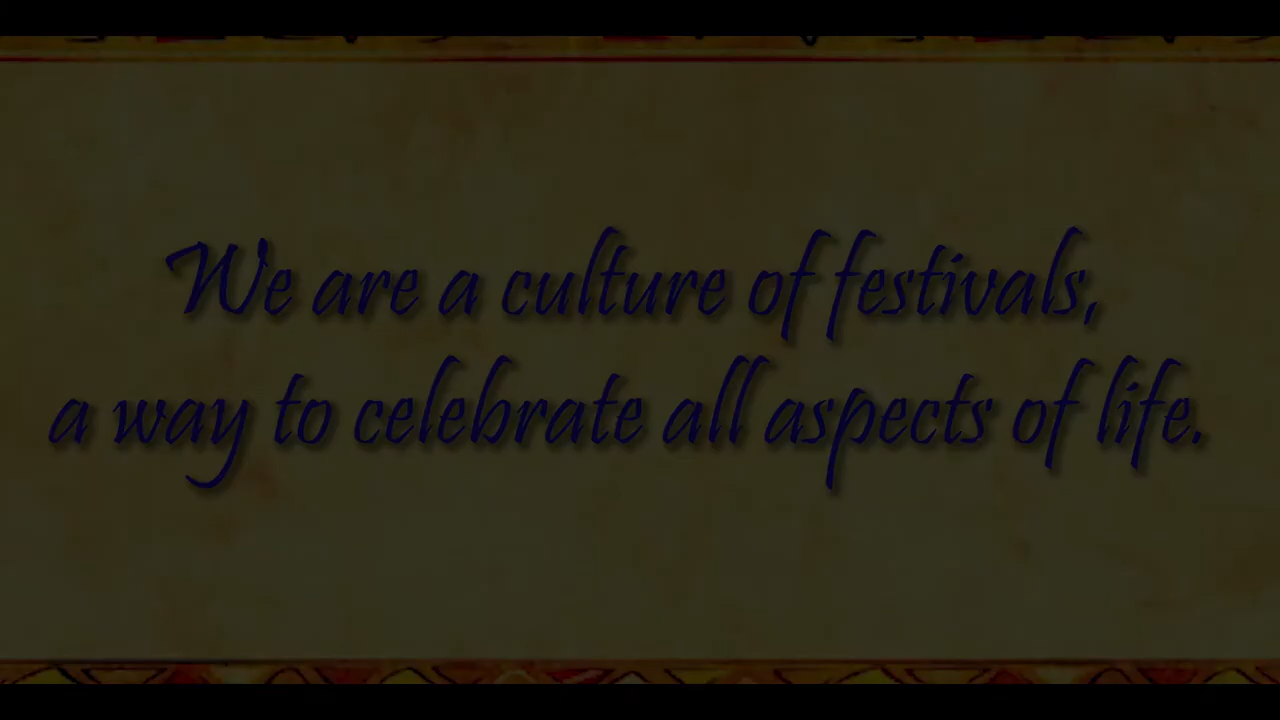 We are a culture of festivals,
a way to celebrate all aspects of life.